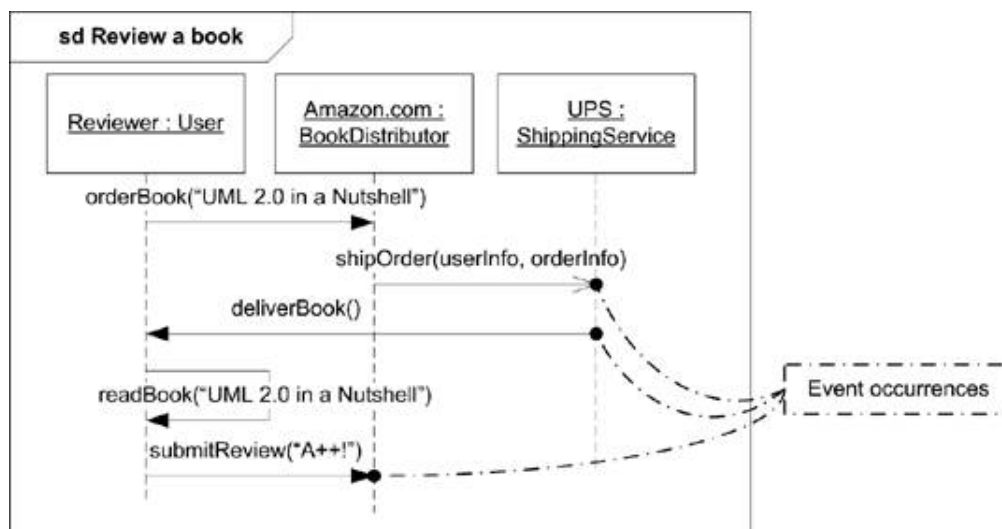 sd Review a book
Reviewer : User
Amazon.com :
BookDistributor
UPS :
ShippingService
orderBook("UML 2.0 in a Nutshell")
shipOrder(userInfo, orderInfo)
deliverBook()
readBook("UML 2.0 in a Nutshell")
submitReview("A++!")
Event occurrences